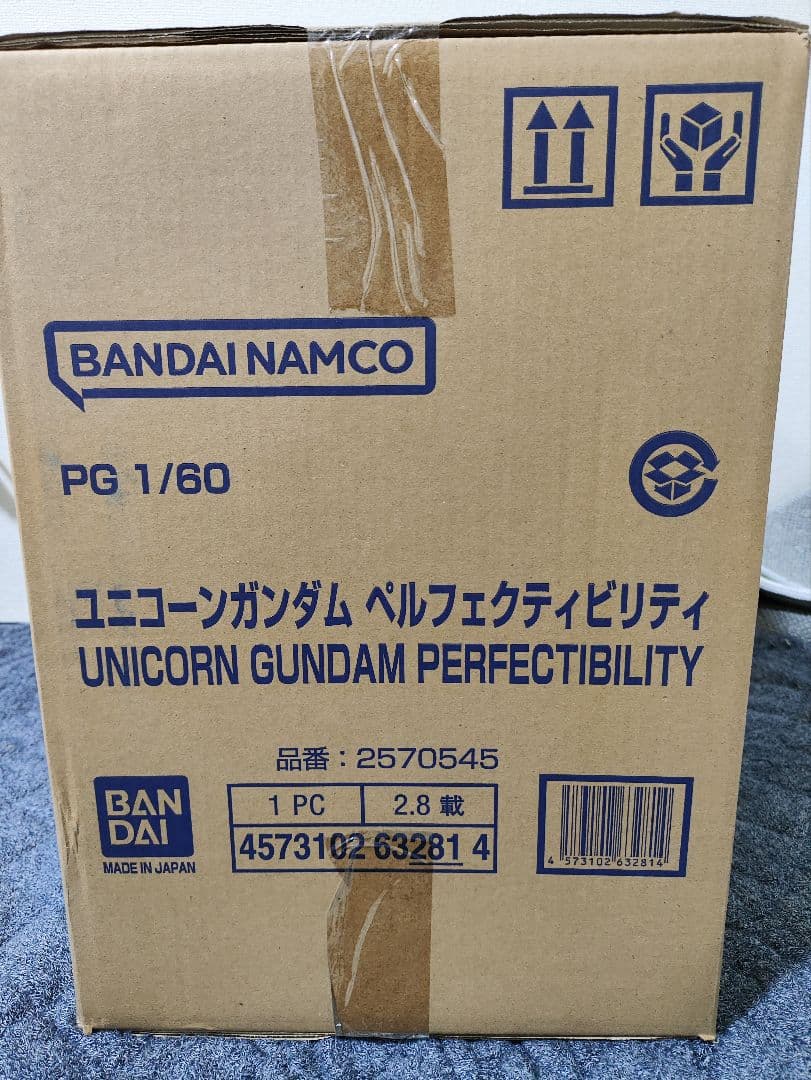 BANDAI NAMCO
PG 1/60
ユニコーンガンダム ペルフェクティビリティ
UNICORN GUNDAM PERFECTIBILITY
品番：2570545
BAN
DAI
MADE IN JAPAN
1 PC 2.8 載
4573102 63281 4
4 573102 632814